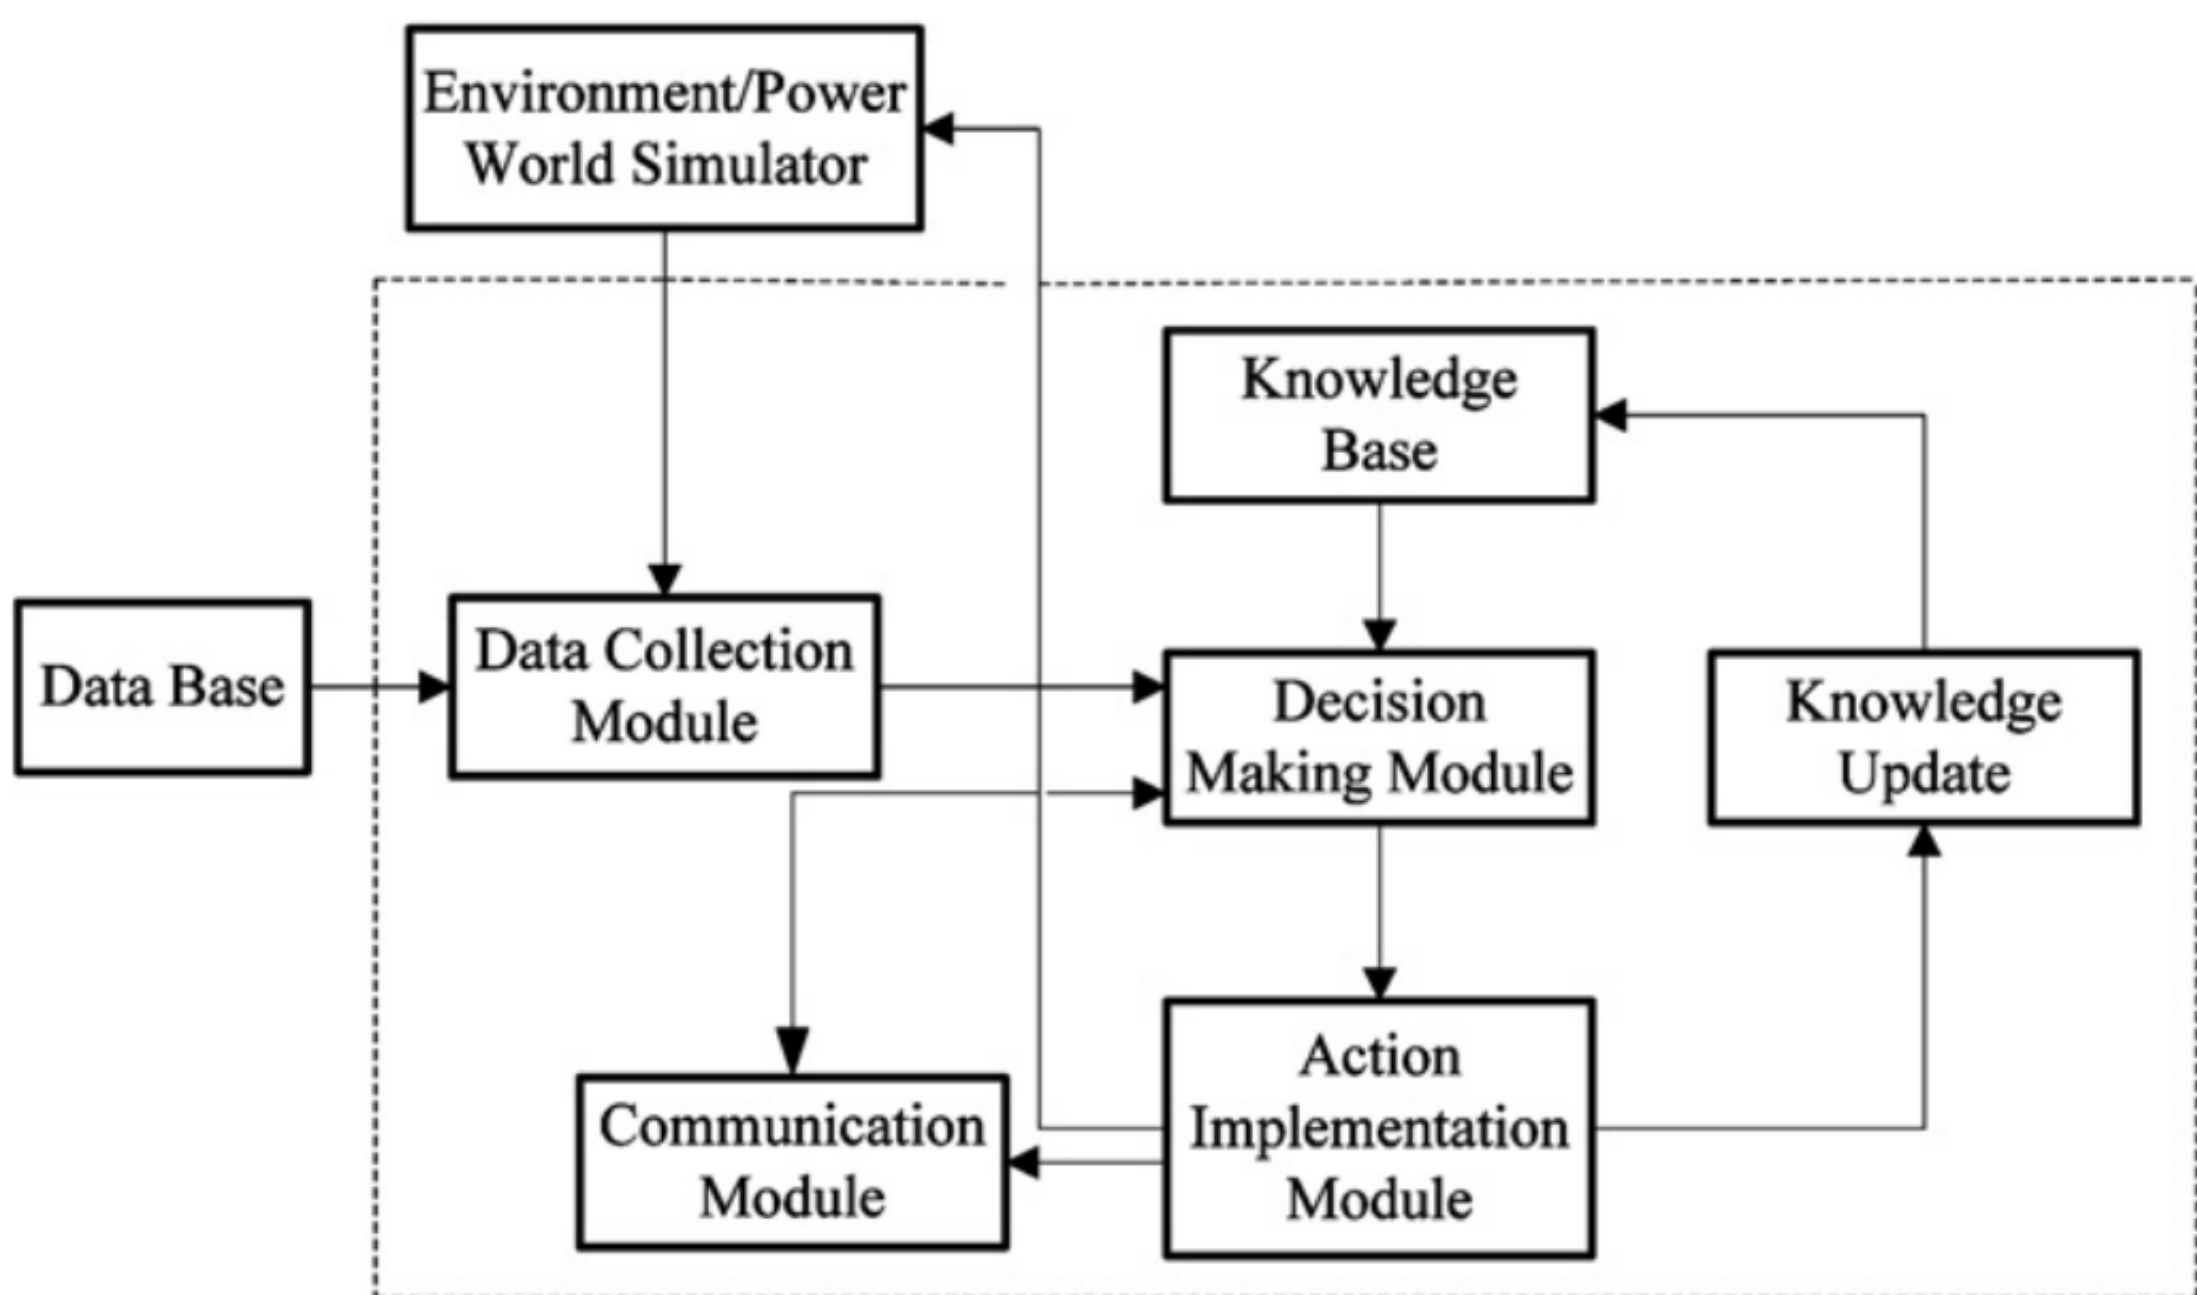 Environment/Power
World Simulator
Knowledge
Base
Data Base
Data Collection
Module
Decision
Making Module
Knowledge
Update
Communication
Module
Action
Implementation
Module